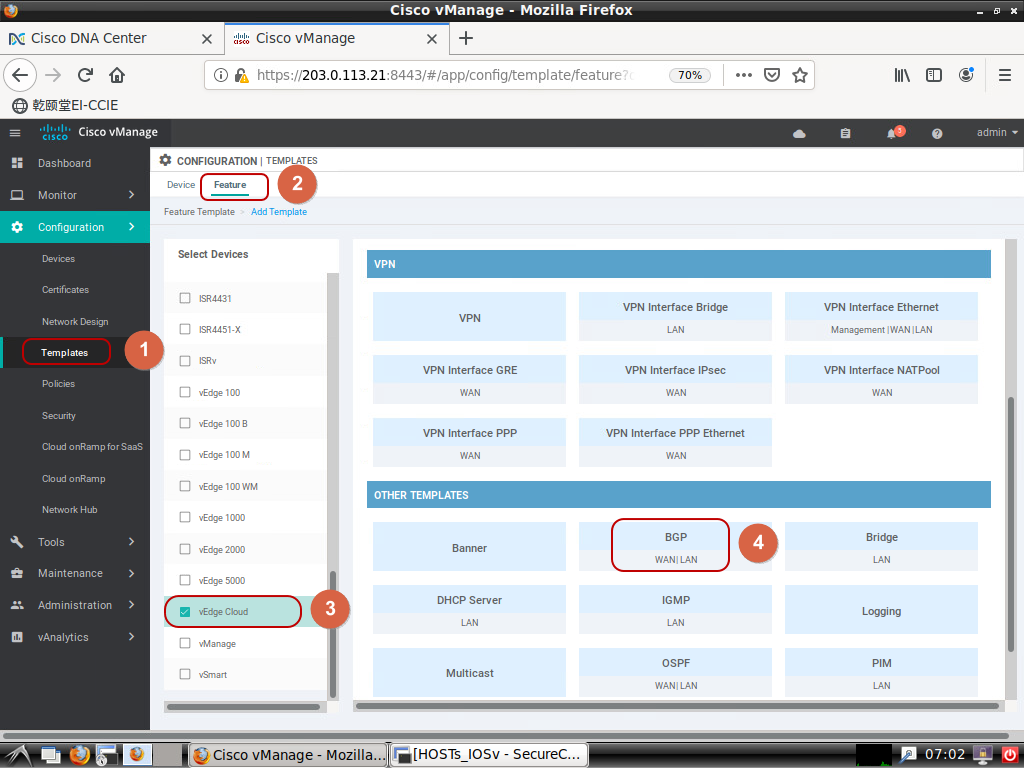 Cisco vManage - Mozilla Firefox
Cisco DNA Center
Cisco vManage
https://203.0.113.21:8443/#/app/config/template/feature?
70%
乾颐堂EI-CCIE
cisco
Cisco vManage
admin
Dashboard
Monitor
Configuration
Devices
Certificates
Network Design
Templates
1
Policies
Security
Cloud onRamp for SaaS
Cloud onRamp
Network Hub
Tools
Maintenance
Administration
vAnalytics
CONFIGURATION | TEMPLATES
Device
Feature
2
Feature Template > Add Template
Select Devices
ISR4431
ISR4451-X
ISRv
vEdge 100
vEdge 100 B
vEdge 100 M
vEdge 100 WM
vEdge 1000
vEdge 2000
vEdge 5000
vEdge Cloud
3
vManage
vSmart
VPN
VPN
VPN Interface Bridge
LAN
VPN Interface Ethernet
Management |WAN|LAN
VPN Interface GRE
WAN
VPN Interface IPsec
WAN
VPN Interface NATPool
WAN
VPN Interface PPP
WAN
VPN Interface PPP Ethernet
WAN
OTHER TEMPLATES
Banner
BGP
WAN|LAN
4
Bridge
LAN
DHCP Server
LAN
IGMP
LAN
Logging
Multicast
OSPF
WAN|LAN
PIM
LAN
Cisco vManage - Mozilla...
[HOSTs_IOSv - SecureC...
07:02